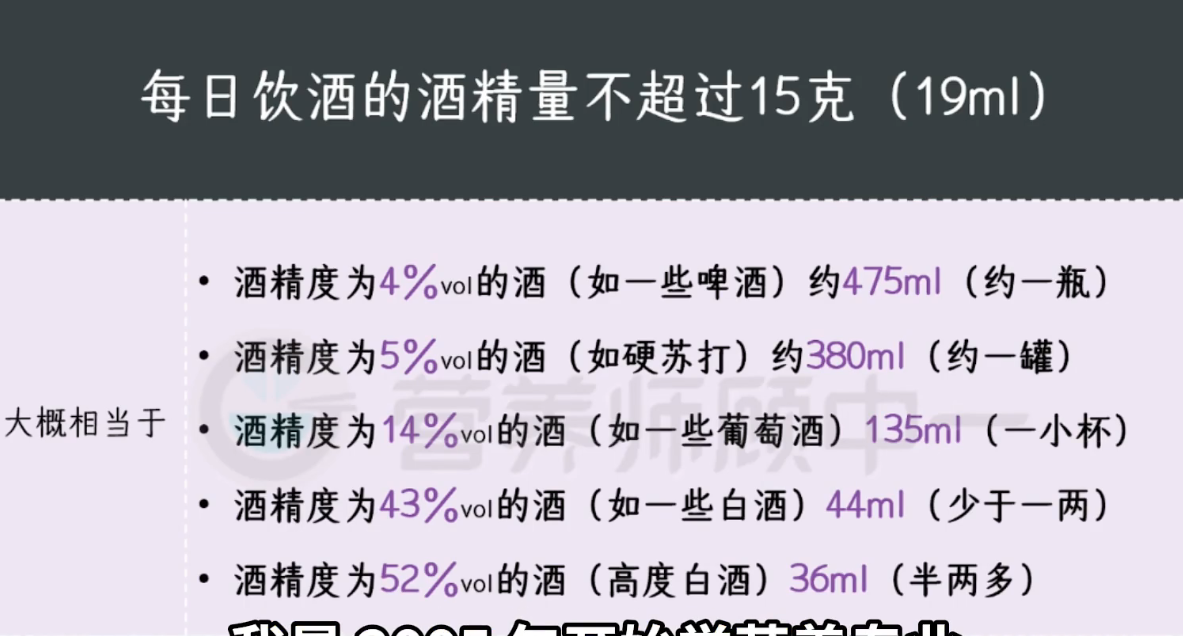 每日饮酒的酒精量不超过15克（19ml）
• 酒精度为4%vol的酒（如一些啤酒）约475ml（约一瓶）
• 酒精度为5%vol的酒（如硬苏打）约380ml（约一罐）
营养师顾中一
大概相当于
• 酒精度为14%vol的酒（如一些葡萄酒）135ml（一小杯）
• 酒精度为43%vol的酒（如一些白酒）44ml（少于一两）
• 酒精度为52%vol的酒（高度白酒）36ml（半两多）